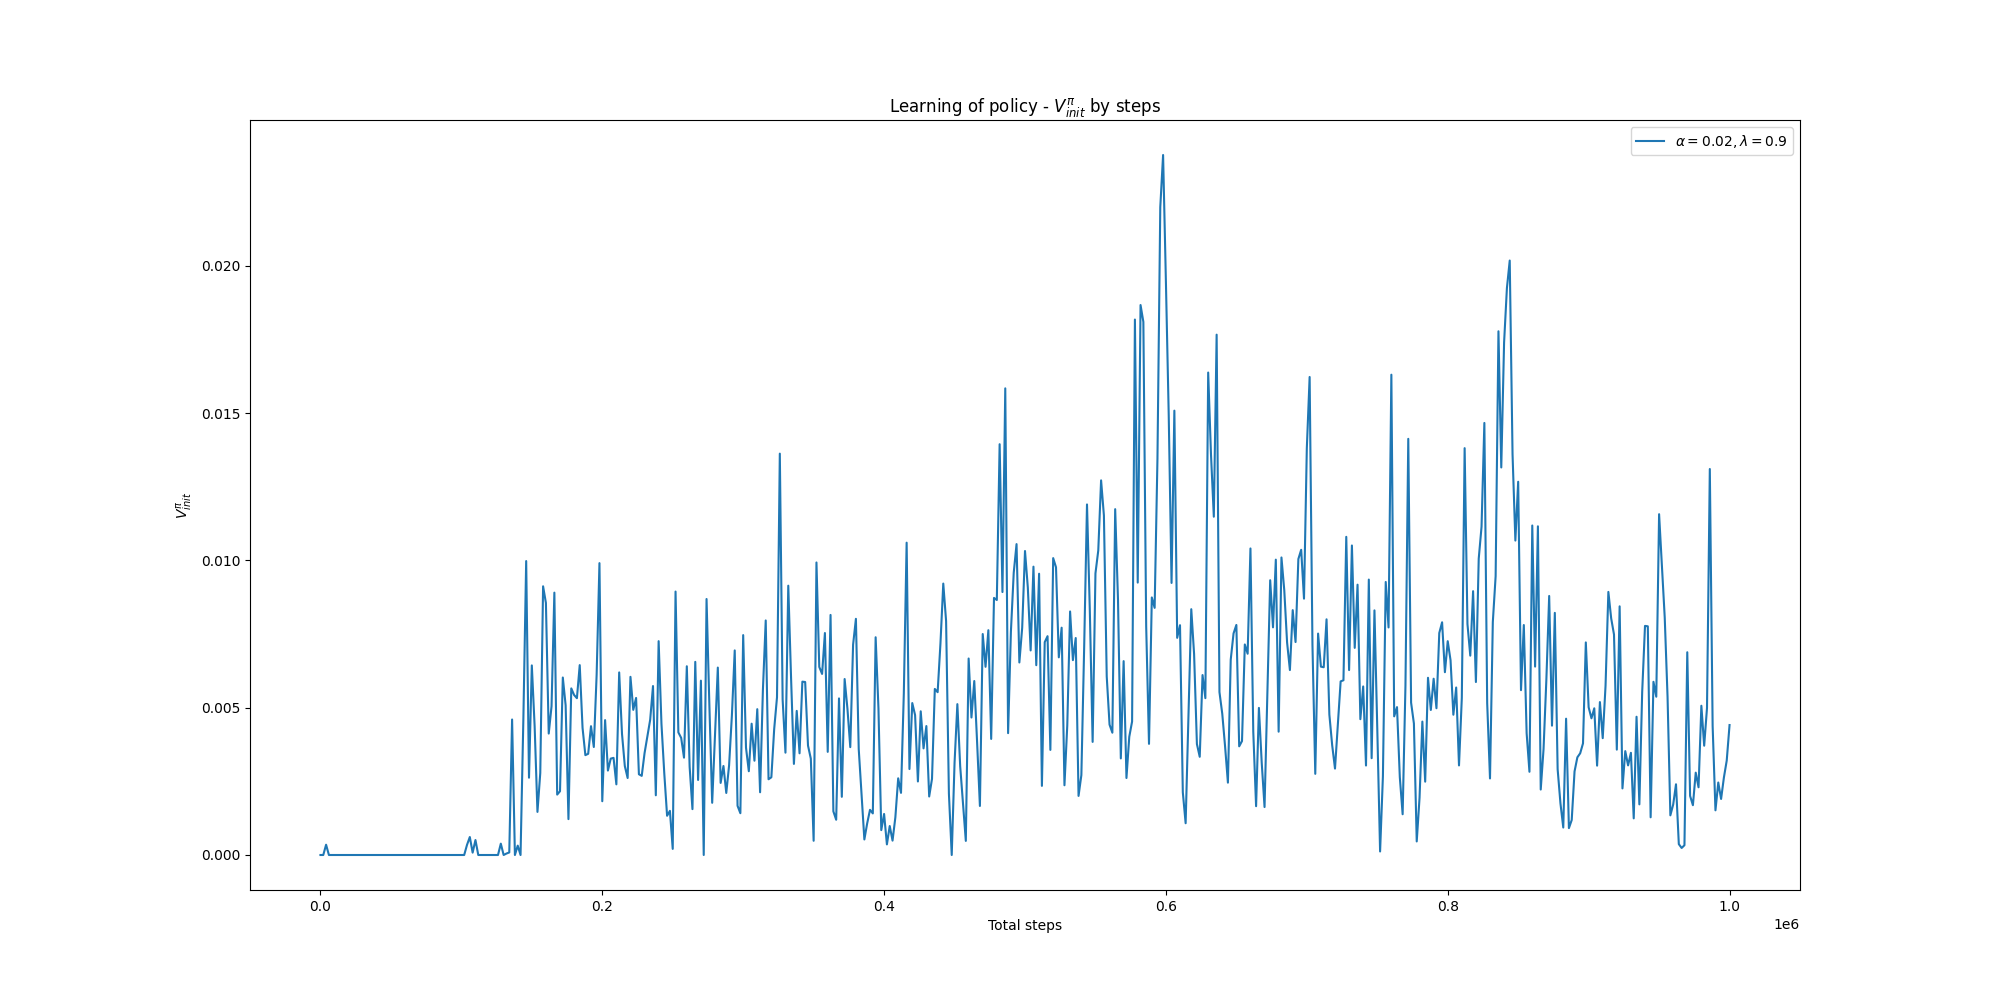 Learning of policy - $V^{\pi}_{init}$ by steps
α = 0.02, λ = 0.9
0.020
0.015
0.010
0.005
0.000
$V^{\pi}_{init}$
0.0 0.2 0.4 0.6 0.8 1.0
Total steps
1e6